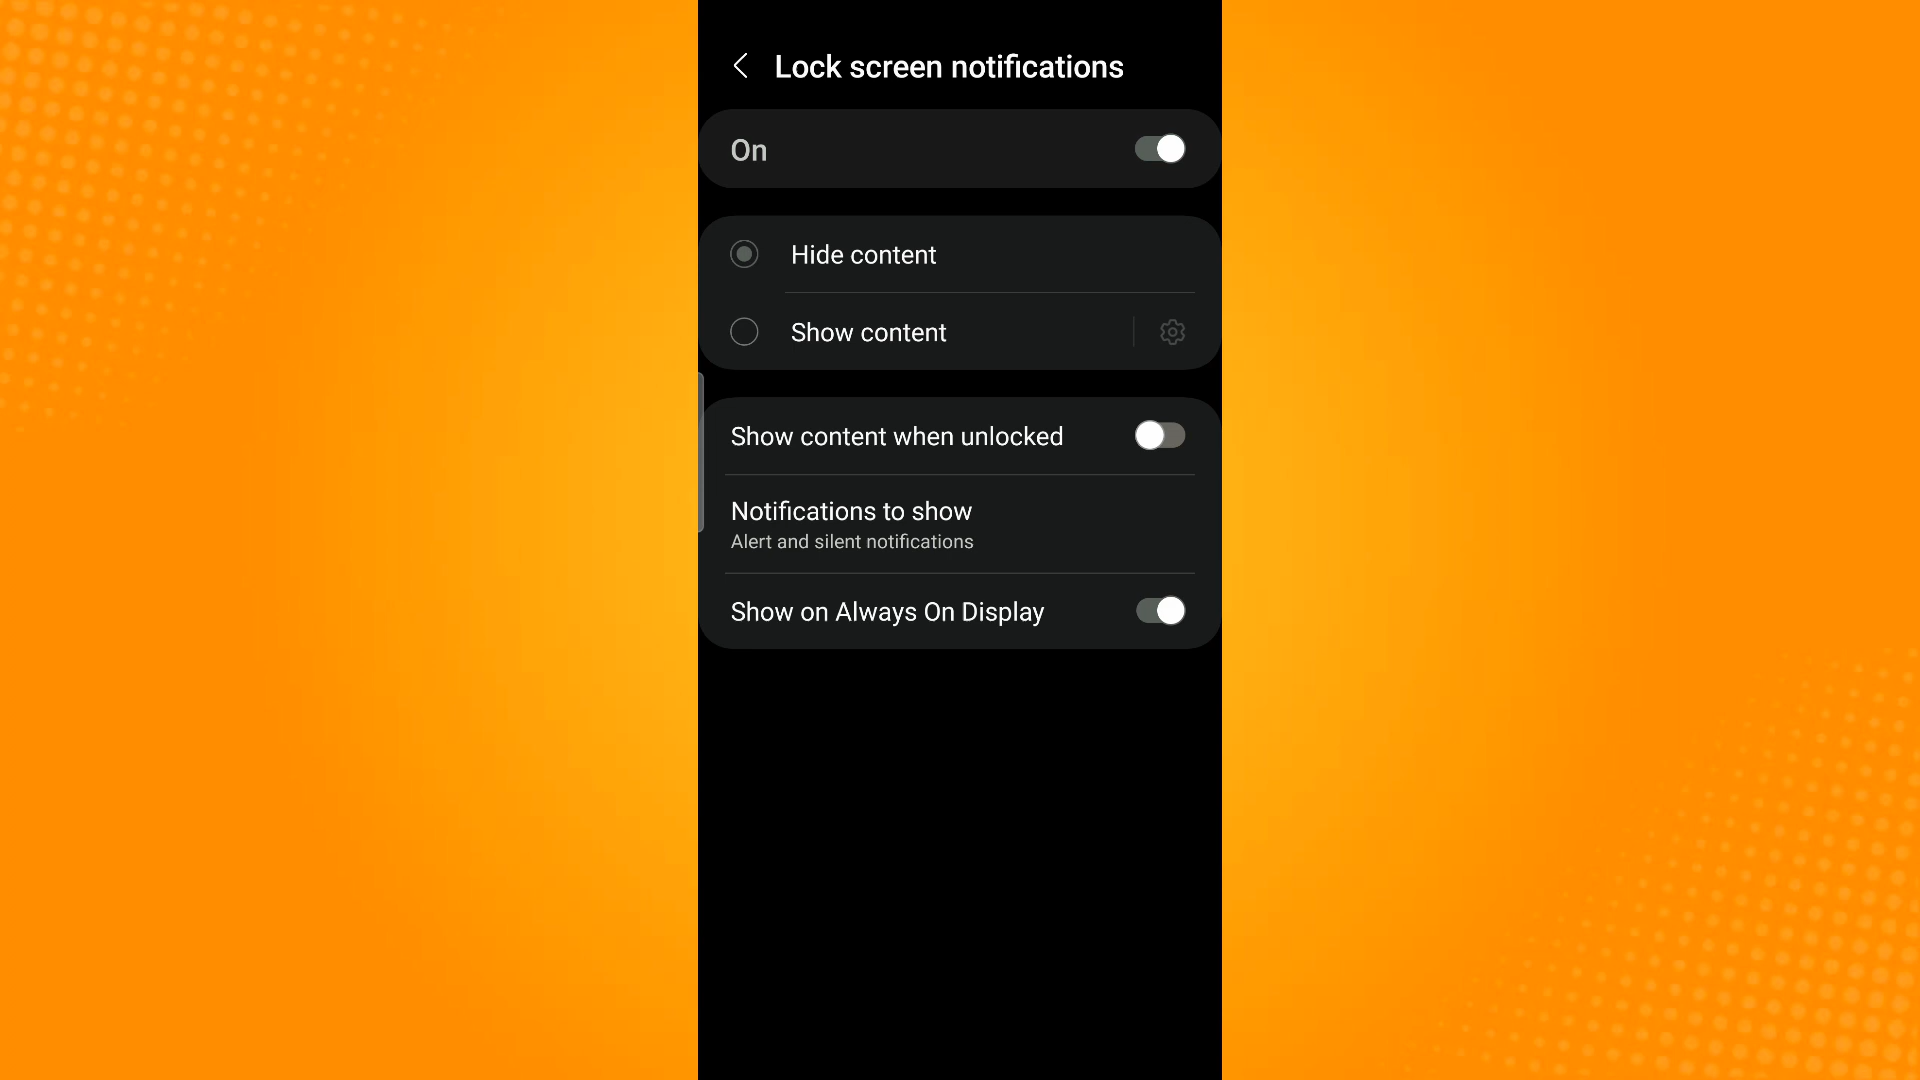 Lock screen notifications
On
Hide content
Show content
Show content when unlocked
Notifications to show
Alert and silent notifications
Show on Always On Display